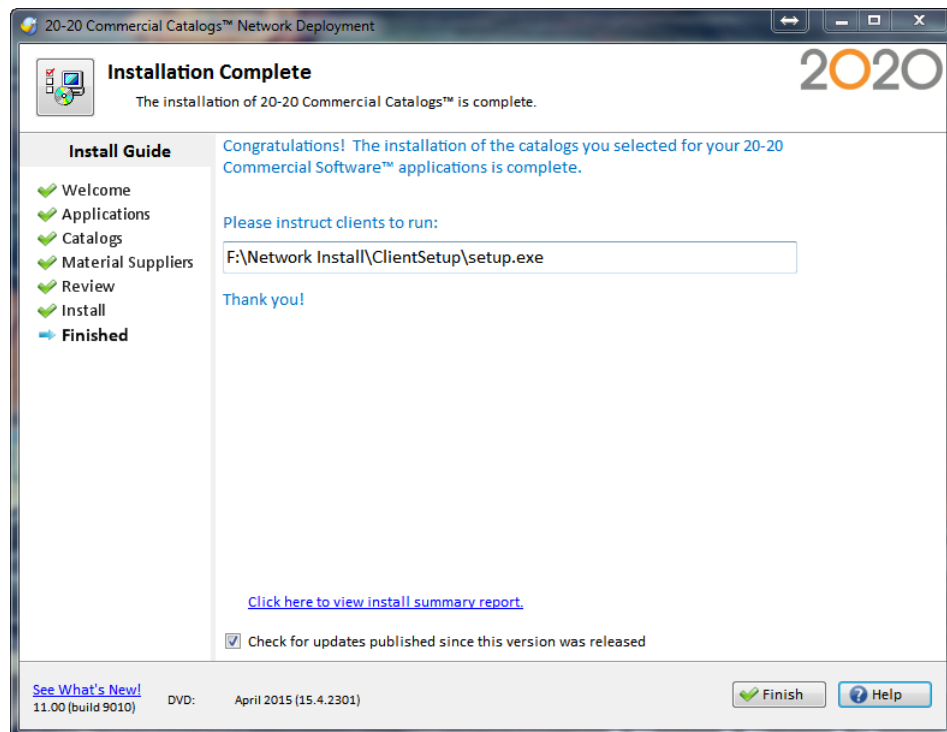 20-20 Commercial Catalogs™ Network Deployment
Installation Complete
The installation of 20-20 Commercial Catalogs™ is complete.
2020
Install Guide
Welcome
Applications
Catalogs
Material Suppliers
Review
Install
Finished
Congratulations! The installation of the catalogs you selected for your 20-20
Commercial Software™ applications is complete.
Please instruct clients to run:
F:\Network Install\ClientSetup\setup.exe
Thank you!
Click here to view install summary report.
Check for updates published since this version was released
See What's New!
11.00 (build 9010)
DVD: April 2015 (15.4.2301)
Finish
Help